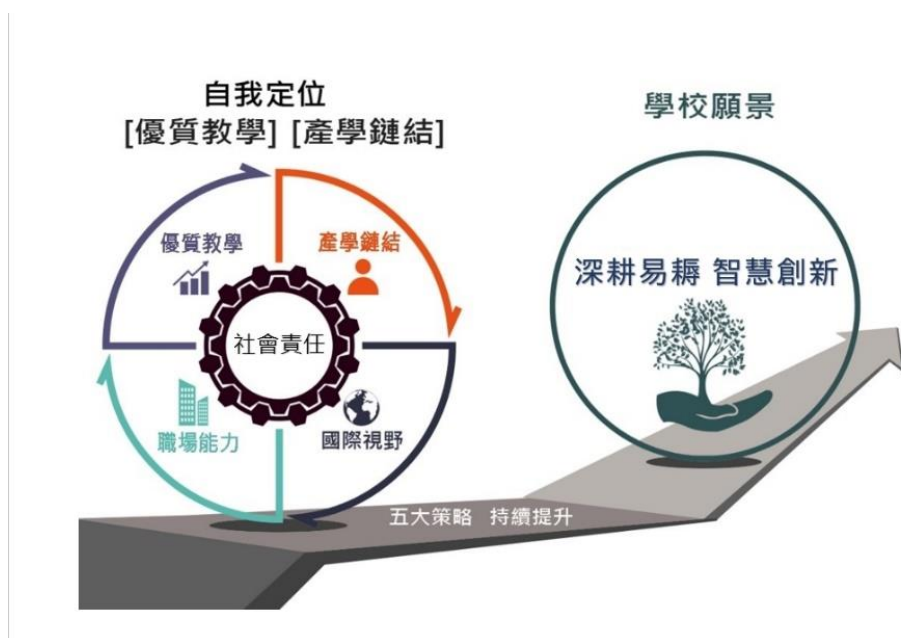 自我定位
[優質教學] [產學鏈結]
優質教學
產學鏈結
社會責任
職場能力
國際視野
學校願景
深耕易耨 智慧創新
五大策略 持續提升